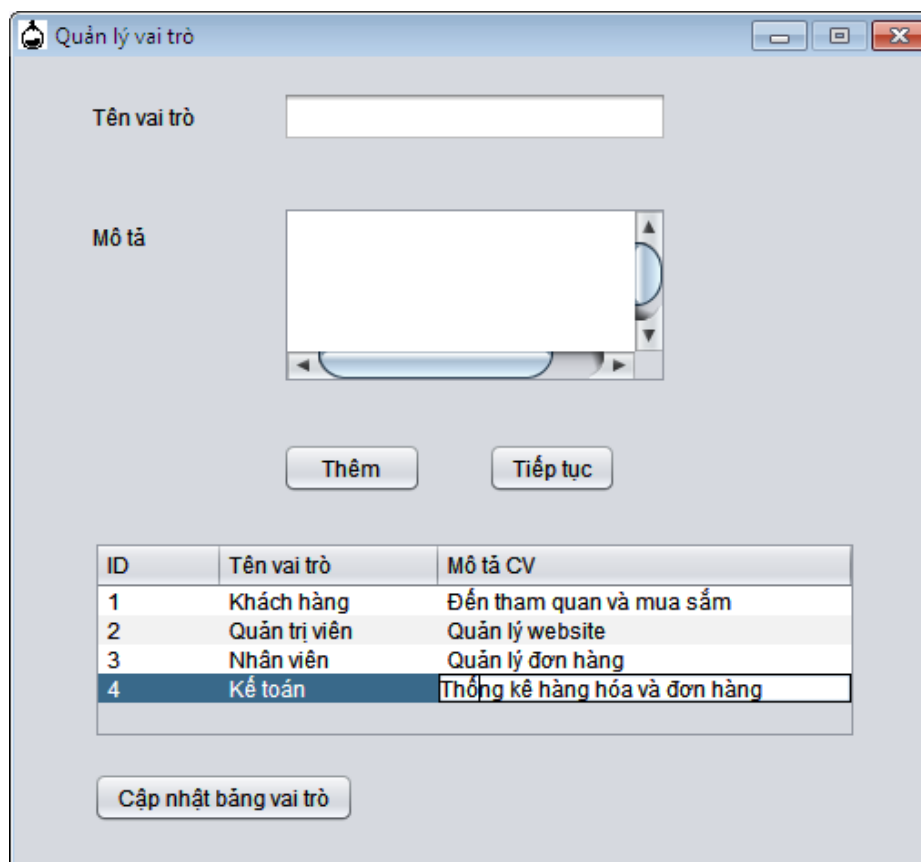 Quản lý vai trò
Tên vai trò
Mô tả
Thêm Tiếp tục
ID Tên vai trò Mô tả CV
1 Khách hàng Đến tham quan và mua sắm
2 Quản trị viên Quản lý website
3 Nhân viên Quản lý đơn hàng
4 Kế toán Thống kê hàng hóa và đơn hàng
Cập nhật bảng vai trò